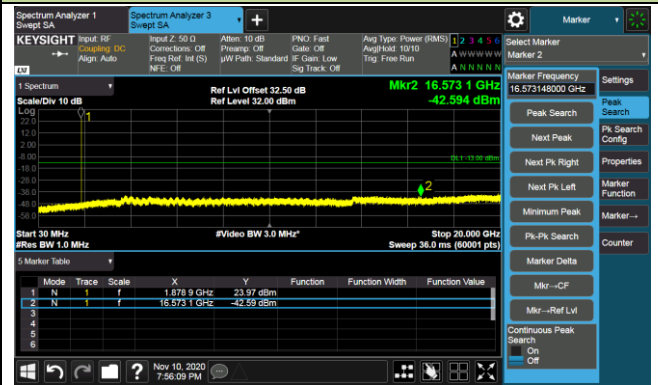 Spectrum Analyzer 1
Swept SA
Spectrum Analyzer 3
Swept SA
+
Marker
KEYSIGHT
Input: RF
Coupling: DC
Align: Auto
Input Z: 50 Ω
Corrections: Off
Freq Ref: Int (S)
NFE: Off
Atten: 10 dB
Preamp: Off
µW Path: Standard
PNO: Fast
Gate: Off
IF Gain: Low
Sig Track: Off
Avg Type: Power (RMS)
Avg|Hold: 10/10
Trig: Free Run
1 2 3 4 5 6
A W W W W W
A N N N N N
LXI
Select Marker
Marker 2
1 Spectrum
Scale/Div 10 dB
Log
Ref Lvl Offset 32.50 dB
Ref Level 32.00 dBm
Mkr2 16.573 1 GHz
-42.594 dBm
22.0
12.0
2.00
-8.00
-18.0
-28.0
-38.0
-48.0
-58.0
1
DL1 -13.00 dBm
2
Start 30 MHz
#Res BW 1.0 MHz
#Video BW 3.0 MHz*
Stop 20.000 GHz
Sweep 36.0 ms (60001 pts)
5 Marker Table
Mode Trace Scale X Y Function Function Width Function Value
1 N 1 f 1.878 9 GHz 23.97 dBm
2 N 1 f 16.573 1 GHz -42.59 dBm
3
4
5
6
Marker Frequency
16.573148000 GHz
Peak Search
Next Peak
Next Pk Right
Next Pk Left
Minimum Peak
Pk-Pk Search
Marker Delta
Mkr→CF
Mkr→Ref Lvl
Continuous Peak
Search
On
Off
Settings
Peak
Search
Pk Search
Config
Properties
Marker
Function
Marker→
Counter
?
Nov 10, 2020
7:56:09 PM